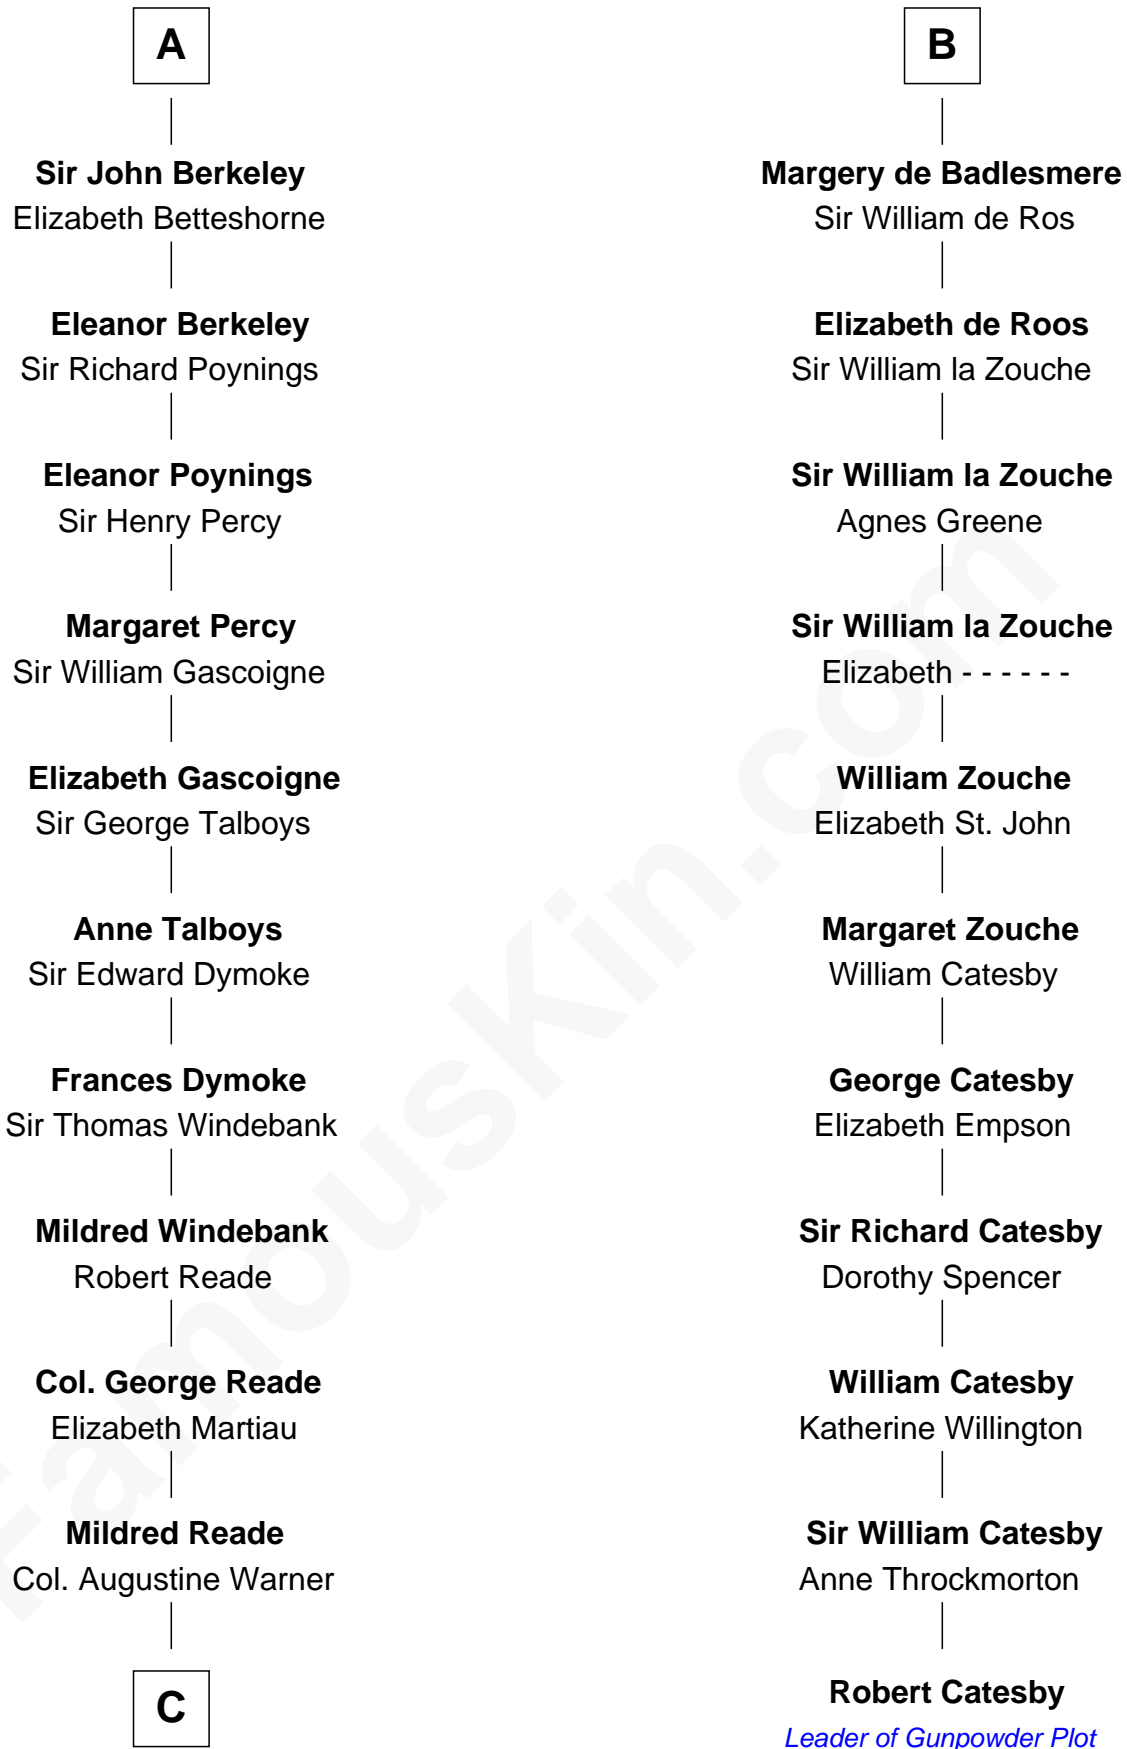 A
Sir John Berkeley
Elizabeth Betteshorne
Eleanor Berkeley
Sir Richard Poynings
Eleanor Poynings
Sir Henry Percy
Margaret Percy
Sir William Gascoigne
Elizabeth Gascoigne
Sir George Talboys
Anne Talboys
Sir Edward Dymoke
Frances Dymoke
Sir Thomas Windebank
Mildred Windebank
Robert Reade
Col. George Reade
Elizabeth Martiau
Mildred Reade
Col. Augustine Warner
C
B
Margery de Badlesmere
Sir William de Ros
Elizabeth de Roos
Sir William la Zouche
Sir William la Zouche
Agnes Greene
Sir William la Zouche
Elizabeth - - - - - -
William Zouche
Elizabeth St. John
Margaret Zouche
William Catesby
George Catesby
Elizabeth Empson
Sir Richard Catesby
Dorothy Spencer
William Catesby
Katherine Willington
Sir William Catesby
Anne Throckmorton
Robert Catesby
Leader of Gunpowder Plot
FamousKin.com